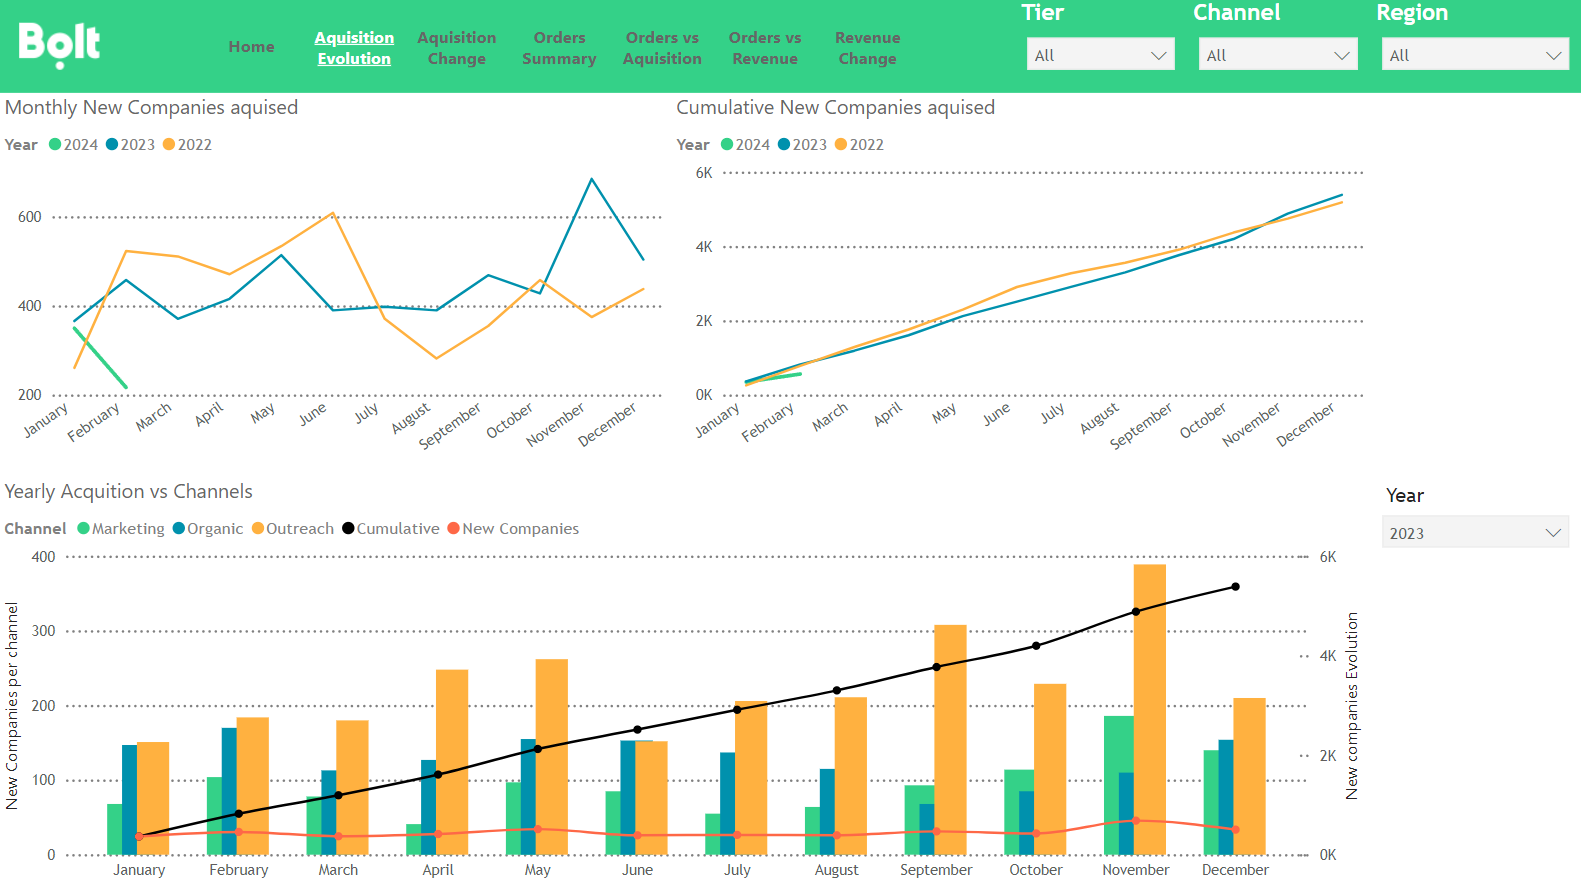 Bolt
Home
Aquisition Evolution
Aquisition Change
Orders Summary
Orders vs Aquisition
Orders vs Revenue
Revenue Change
Tier
All
Channel
All
Region
All
Monthly New Companies aquised
Year 2024 2023 2022
600
400
200
January February March April May June July August September October November December
Cumulative New Companies aquised
Year 2024 2023 2022
6K
4K
2K
0K
January February March April May June July August September October November December
Yearly Acquition vs Channels
Channel Marketing Organic Outreach Cumulative New Companies
New Companies per channel
400
300
200
100
0
6K
4K
2K
0K
New companies Evolution
January February March April May June July August September October November December
Year
2023